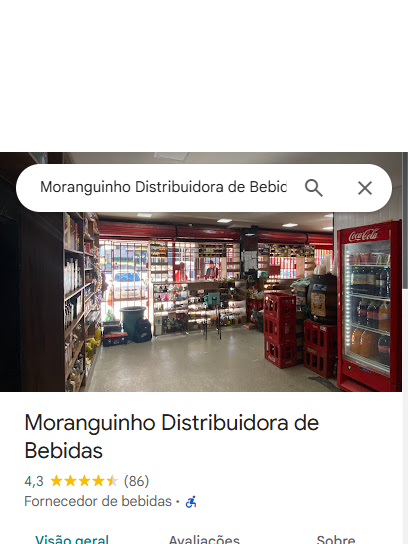 Moranguinho Distribuidora de Bebid
Coca-Cola
Moranguinho Distribuidora de
Bebidas
4,3 (86)
Fornecedor de bebidas ·
Visão geral Avaliações Sobre